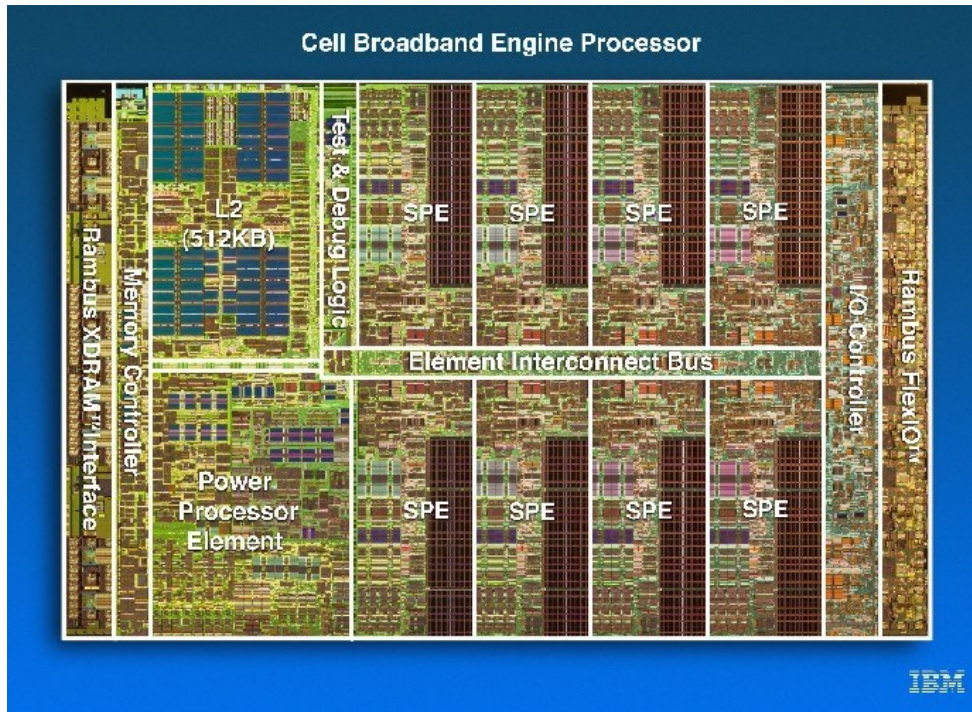 Cell Broadband Engine Processor
Rambus XDRAM™ Interface
Memory Controller
L2
(512KB)
Test & Debug Logic
SPE
SPE
SPE
SPE
I/O Controller
Rambus FlexIO™
Element Interconnect Bus
Power
Processor
Element
SPE
SPE
SPE
SPE
IBM